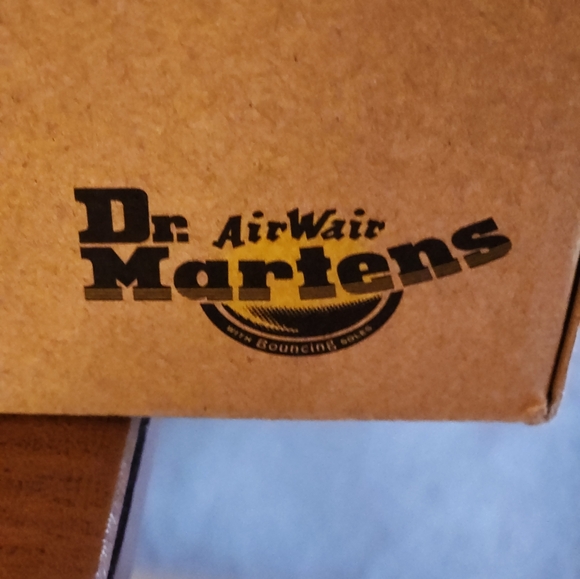 Dr. AirWair
Martens
WITH Bouncing SOLES